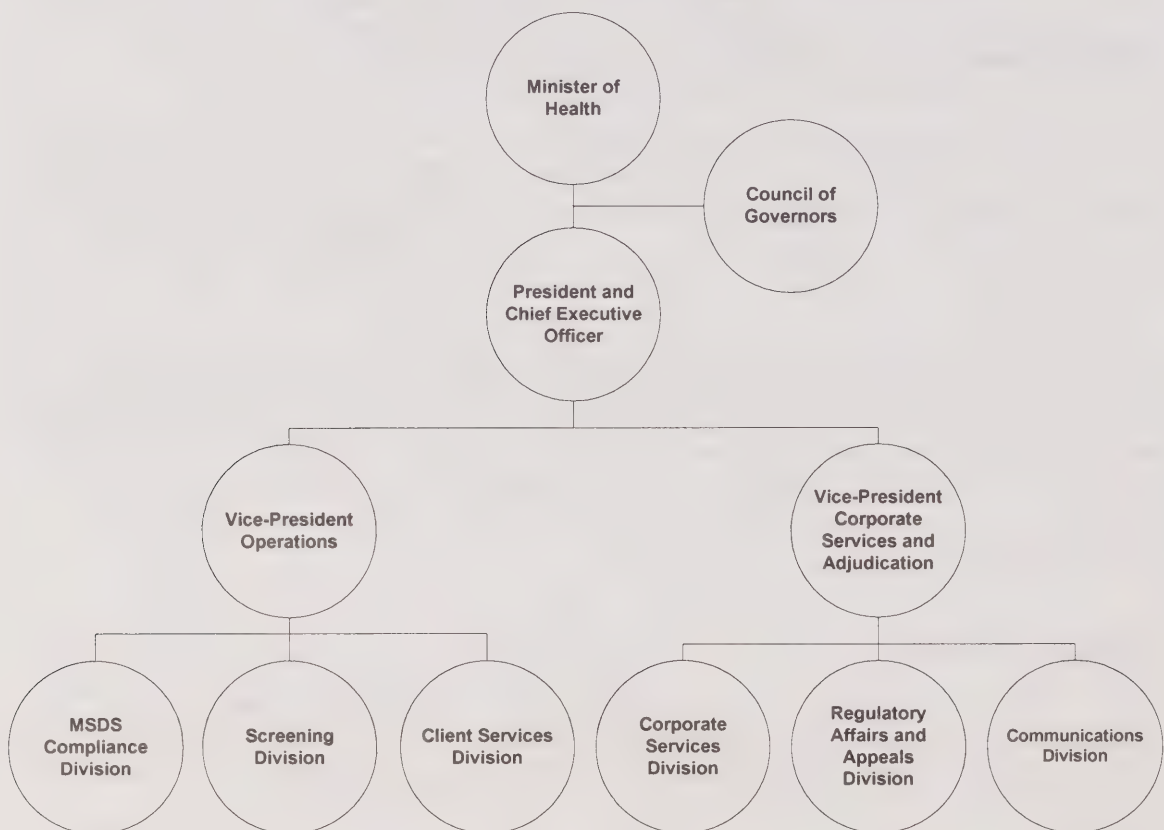 Minister of
Health
Council of
Governors
President and
Chief Executive
Officer
Vice-President
Operations
Vice-President
Corporate
Services and
Adjudication
MSDS
Compliance
Division
Screening
Division
Client Services
Division
Corporate
Services
Division
Regulatory
Affairs and
Appeals
Division
Communications
Division